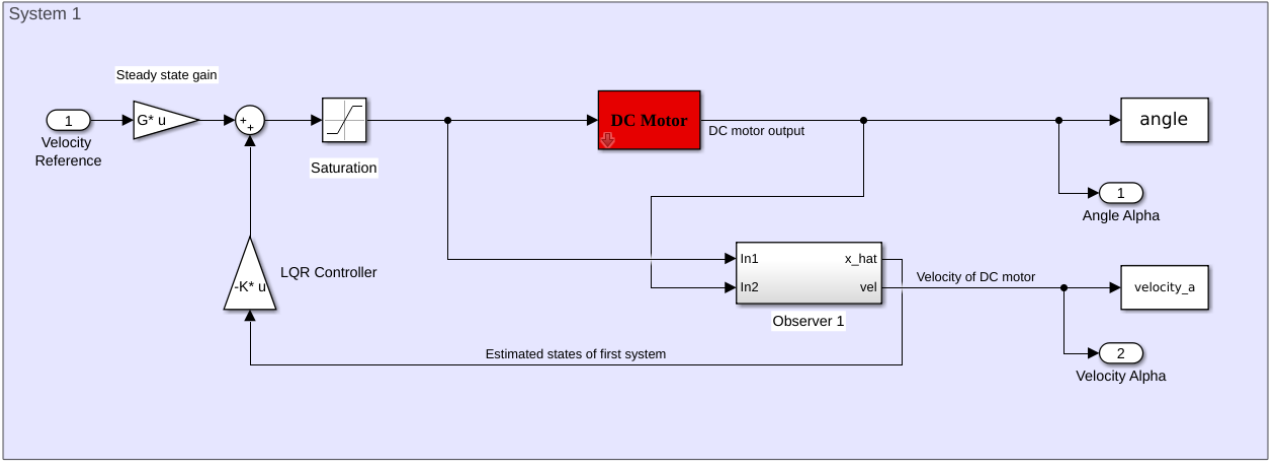 System 1
Steady state gain
1
G* u
+
+
Velocity
Reference
Saturation
DC Motor
DC motor output
angle
1
Angle Alpha
-K* u
LQR Controller
In1
x_hat
In2
vel
Observer 1
Velocity of DC motor
velocity_a
2
Velocity Alpha
Estimated states of first system